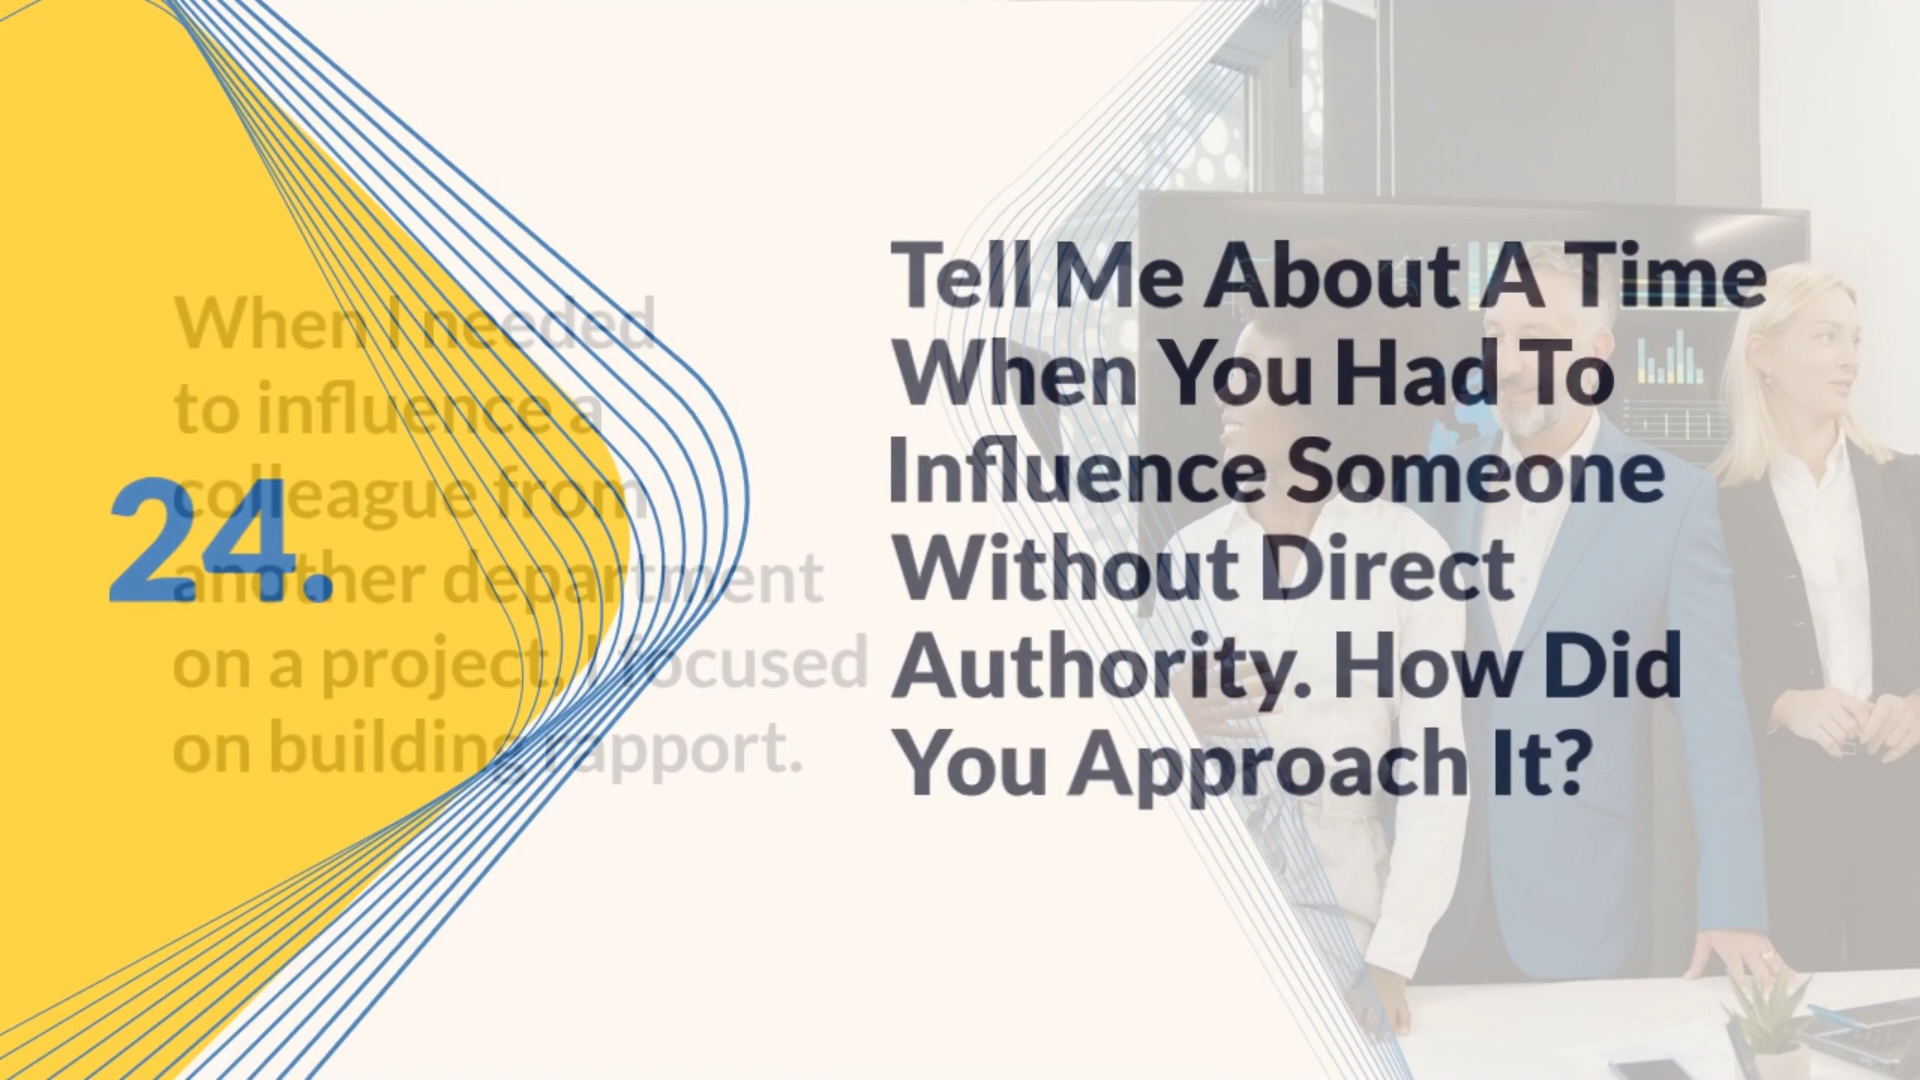 24.
Tell Me About A Time
When You Had To
Influence Someone
Without Direct
Authority. How Did
You Approach It?
When I needed
to influence a
colleague from
another department
on a project, I focused
on building rapport.